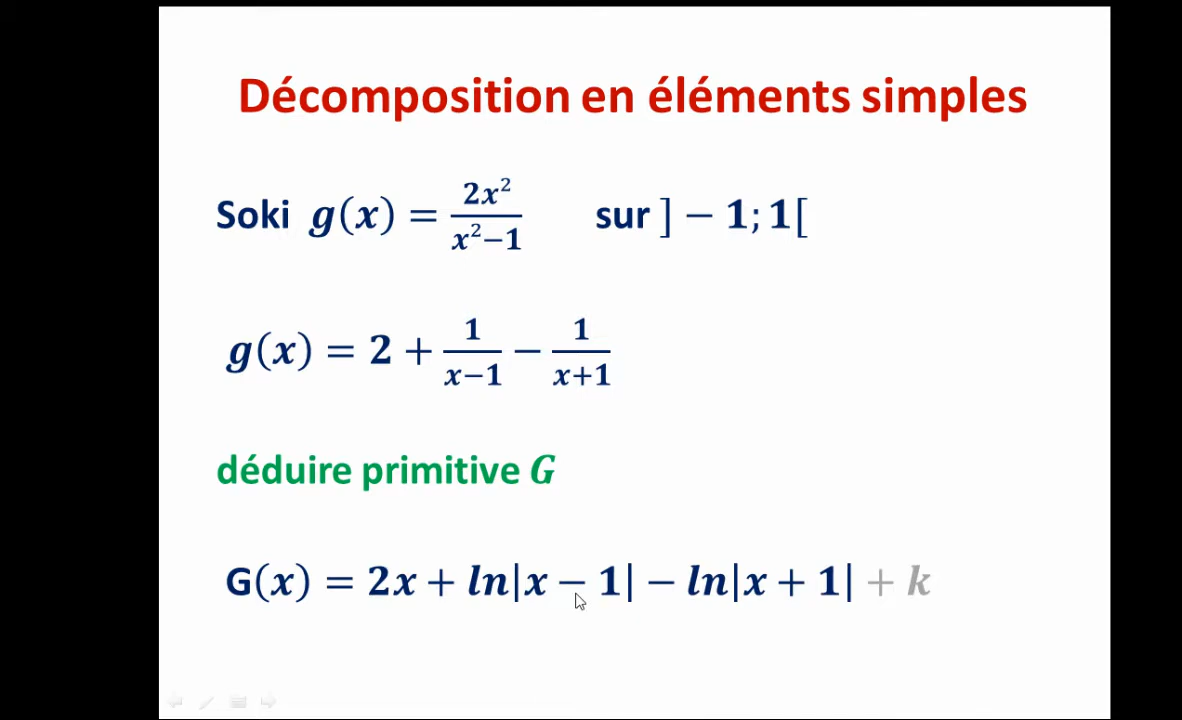 Décomposition en éléments simples
Soki g(x) = 2x²/(x²−1) sur ]−1;1[
g(x) = 2 + 1/(x−1) − 1/(x+1)
déduire primitive G
G(x) = 2x + ln|x − 1| − ln|x + 1| + k